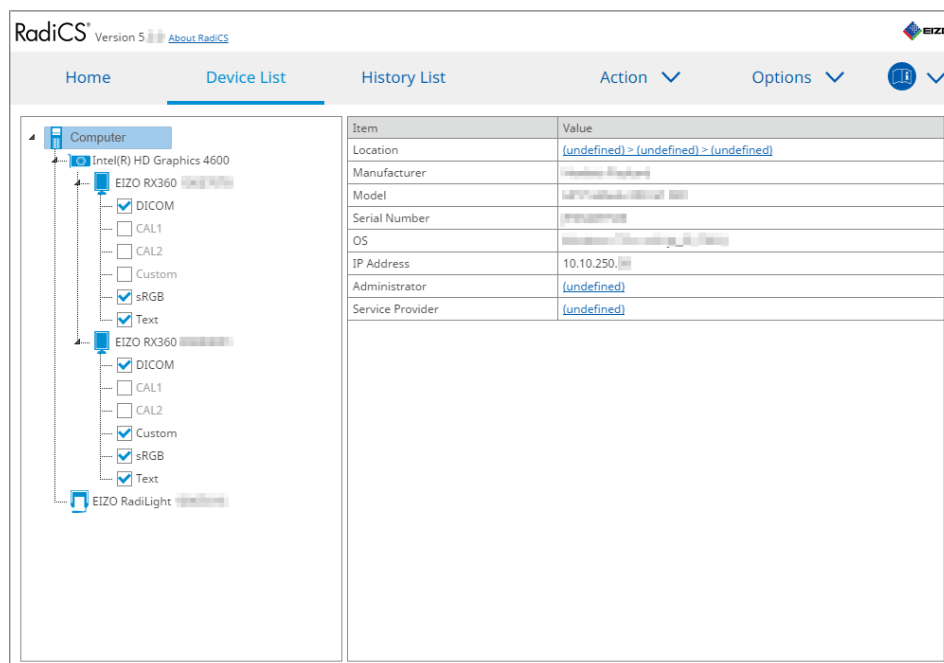 RadiCS® Version 5. About RadiCS
EIZO
Home Device List History List Action Options
Computer
Intel(R) HD Graphics 4600
EIZO RX360
DICOM
CAL1
CAL2
Custom
sRGB
Text
EIZO RX360
DICOM
CAL1
CAL2
Custom
sRGB
Text
EIZO RadiLight
Item Value
Location (undefined) > (undefined) > (undefined)
Manufacturer
Model
Serial Number
OS
IP Address 10.10.250.
Administrator (undefined)
Service Provider (undefined)